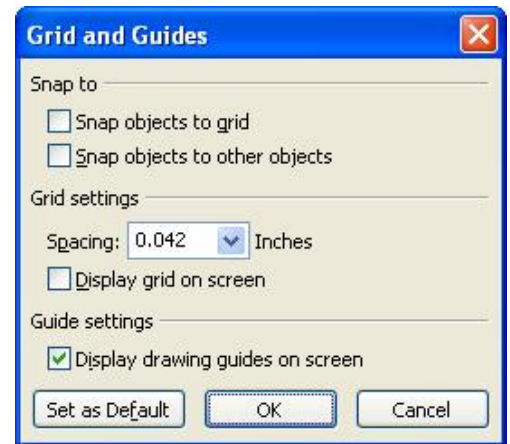 Grid and Guides
Snap to
Snap objects to grid
Snap objects to other objects
Grid settings
Spacing: 0.042 Inches
Display grid on screen
Guide settings
Display drawing guides on screen
Set as Default OK Cancel